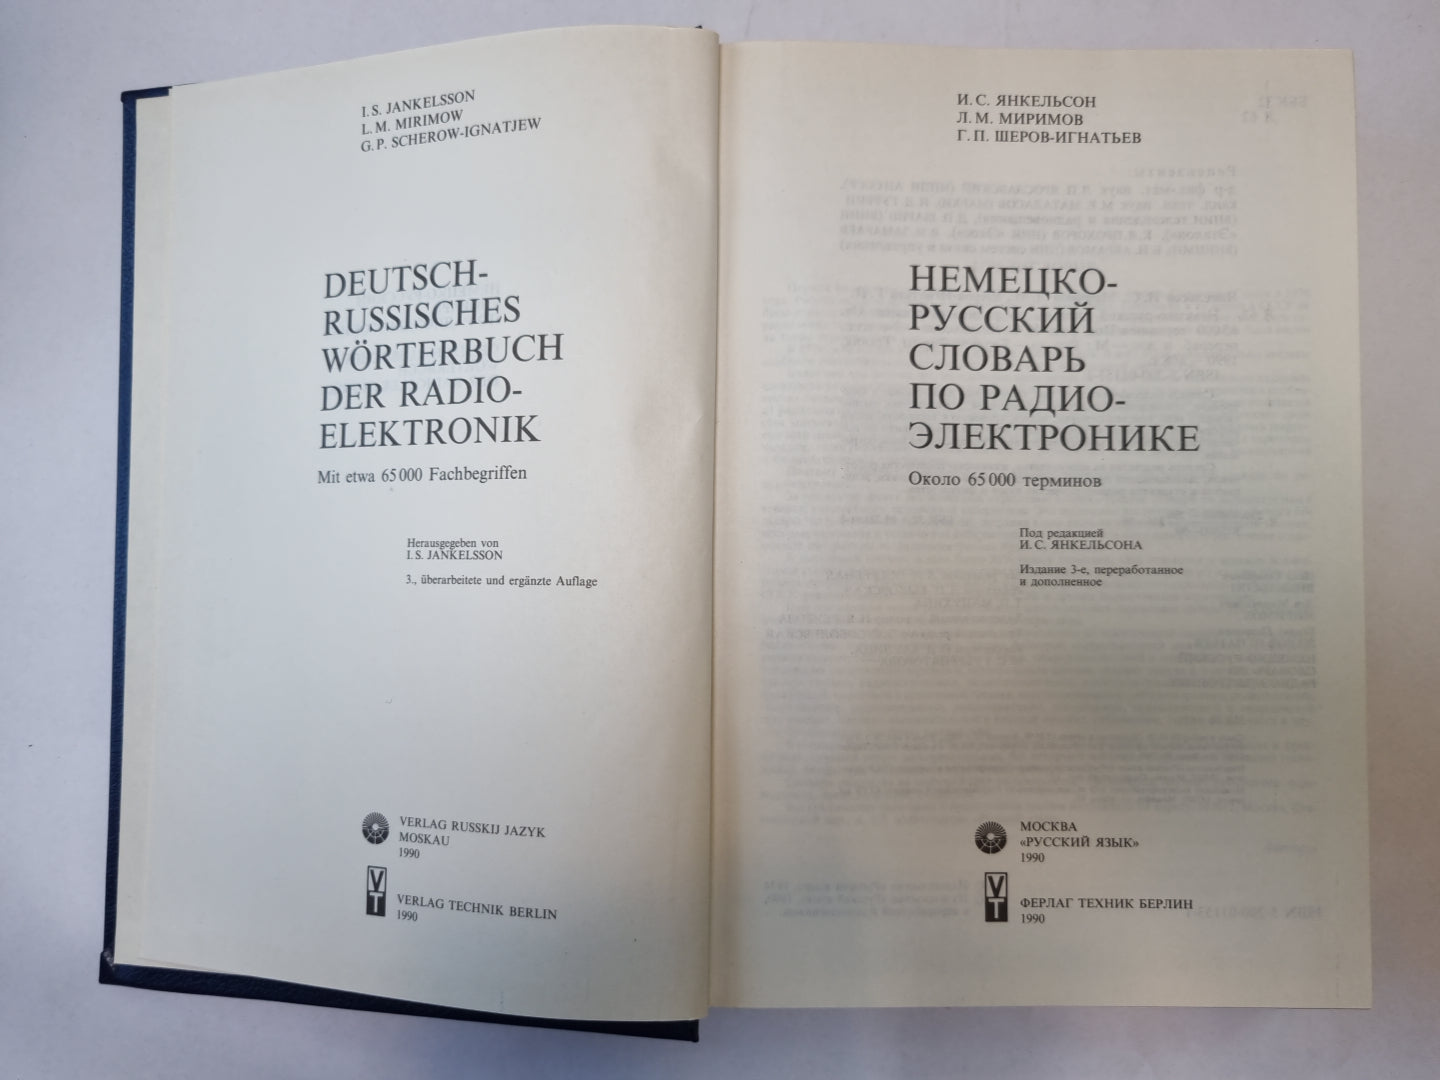 I. S. JANKELSSON
L. M. MIRIMOW
G. P. SCHEROW-IGNATJEW
DEUTSCH-
RUSSISCHES
WÖRTERBUCH
DER RADIO-
ELEKTRONIK
Mit etwa 65 000 Fachbegriffen
Herausgegeben von
I. S. JANKELSSON
3., überarbeitete und ergänzte Auflage
VERLAG RUSSKIJ JAZYK
MOSKAU
1990
VT
VERLAG TECHNIK BERLIN
1990
И. С. ЯНКЕЛЬСОН
Л. М. МИРИМОВ
Г. П. ШЕРОВ-ИГНАТЬЕВ
НЕМЕЦКО-
РУССКИЙ
СЛОВАРЬ
ПО РАДИО-
ЭЛЕКТРОНИКЕ
Около 65 000 терминов
Под редакцией
И. С. ЯНКЕЛЬСОНА
Издание 3-е, переработанное
и дополненное
МОСКВА
«РУССКИЙ ЯЗЫК»
1990
VT
ФЕРЛАГ ТЕХНИК БЕРЛИН
1990